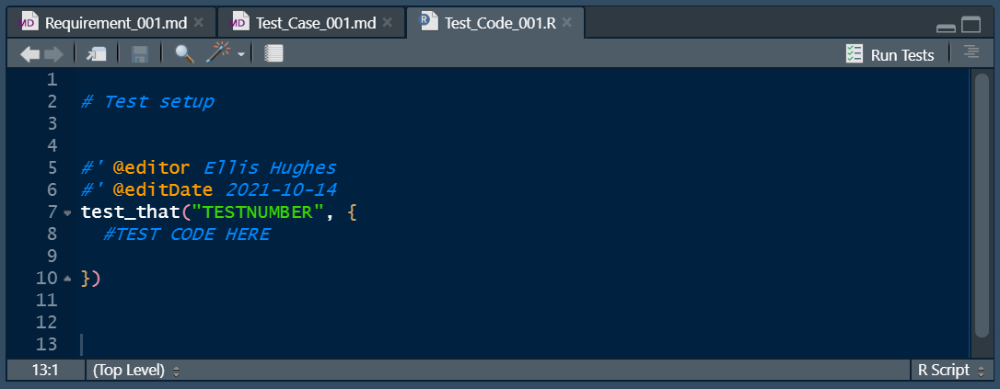 Requirement_001.md
Test_Case_001.md
Test_Code_001.R
Run Tests
1
2 # Test setup
3
4
5 #' @editor Ellis Hughes
6 #' @editDate 2021-10-14
7 test_that("TESTNUMBER", {
8 #TEST CODE HERE
9
10 })
11
12
13
13:1 (Top Level) R Script